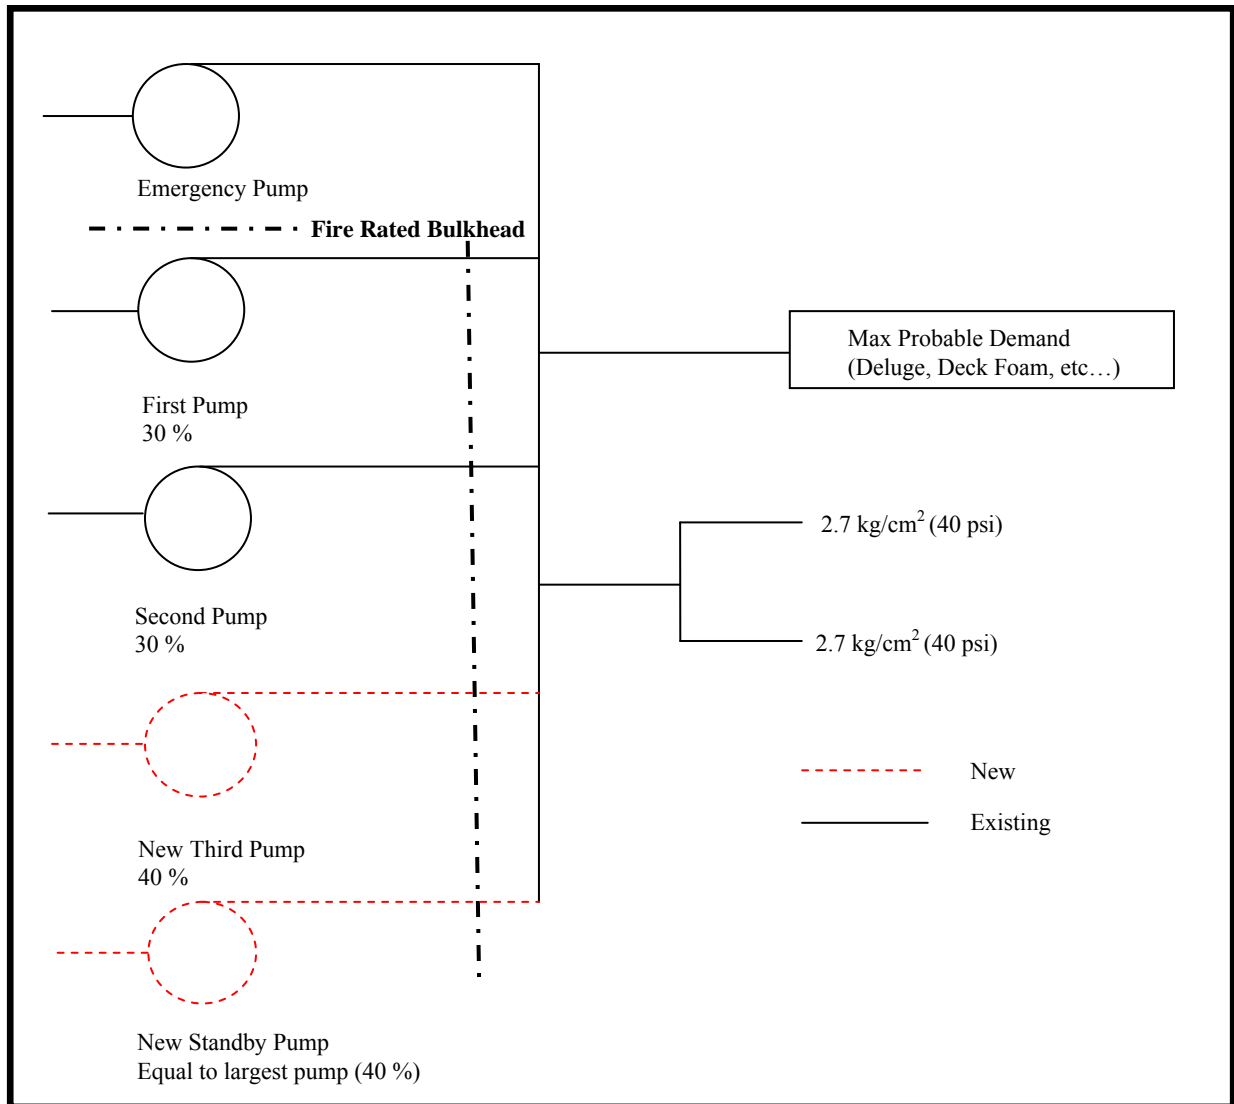 Emergency Pump
Fire Rated Bulkhead
First Pump
30 %
Max Probable Demand
(Deluge, Deck Foam, etc…)
Second Pump
30 %
2.7 kg/cm² (40 psi)
2.7 kg/cm² (40 psi)
New Third Pump
40 %
New
Existing
New Standby Pump
Equal to largest pump (40 %)